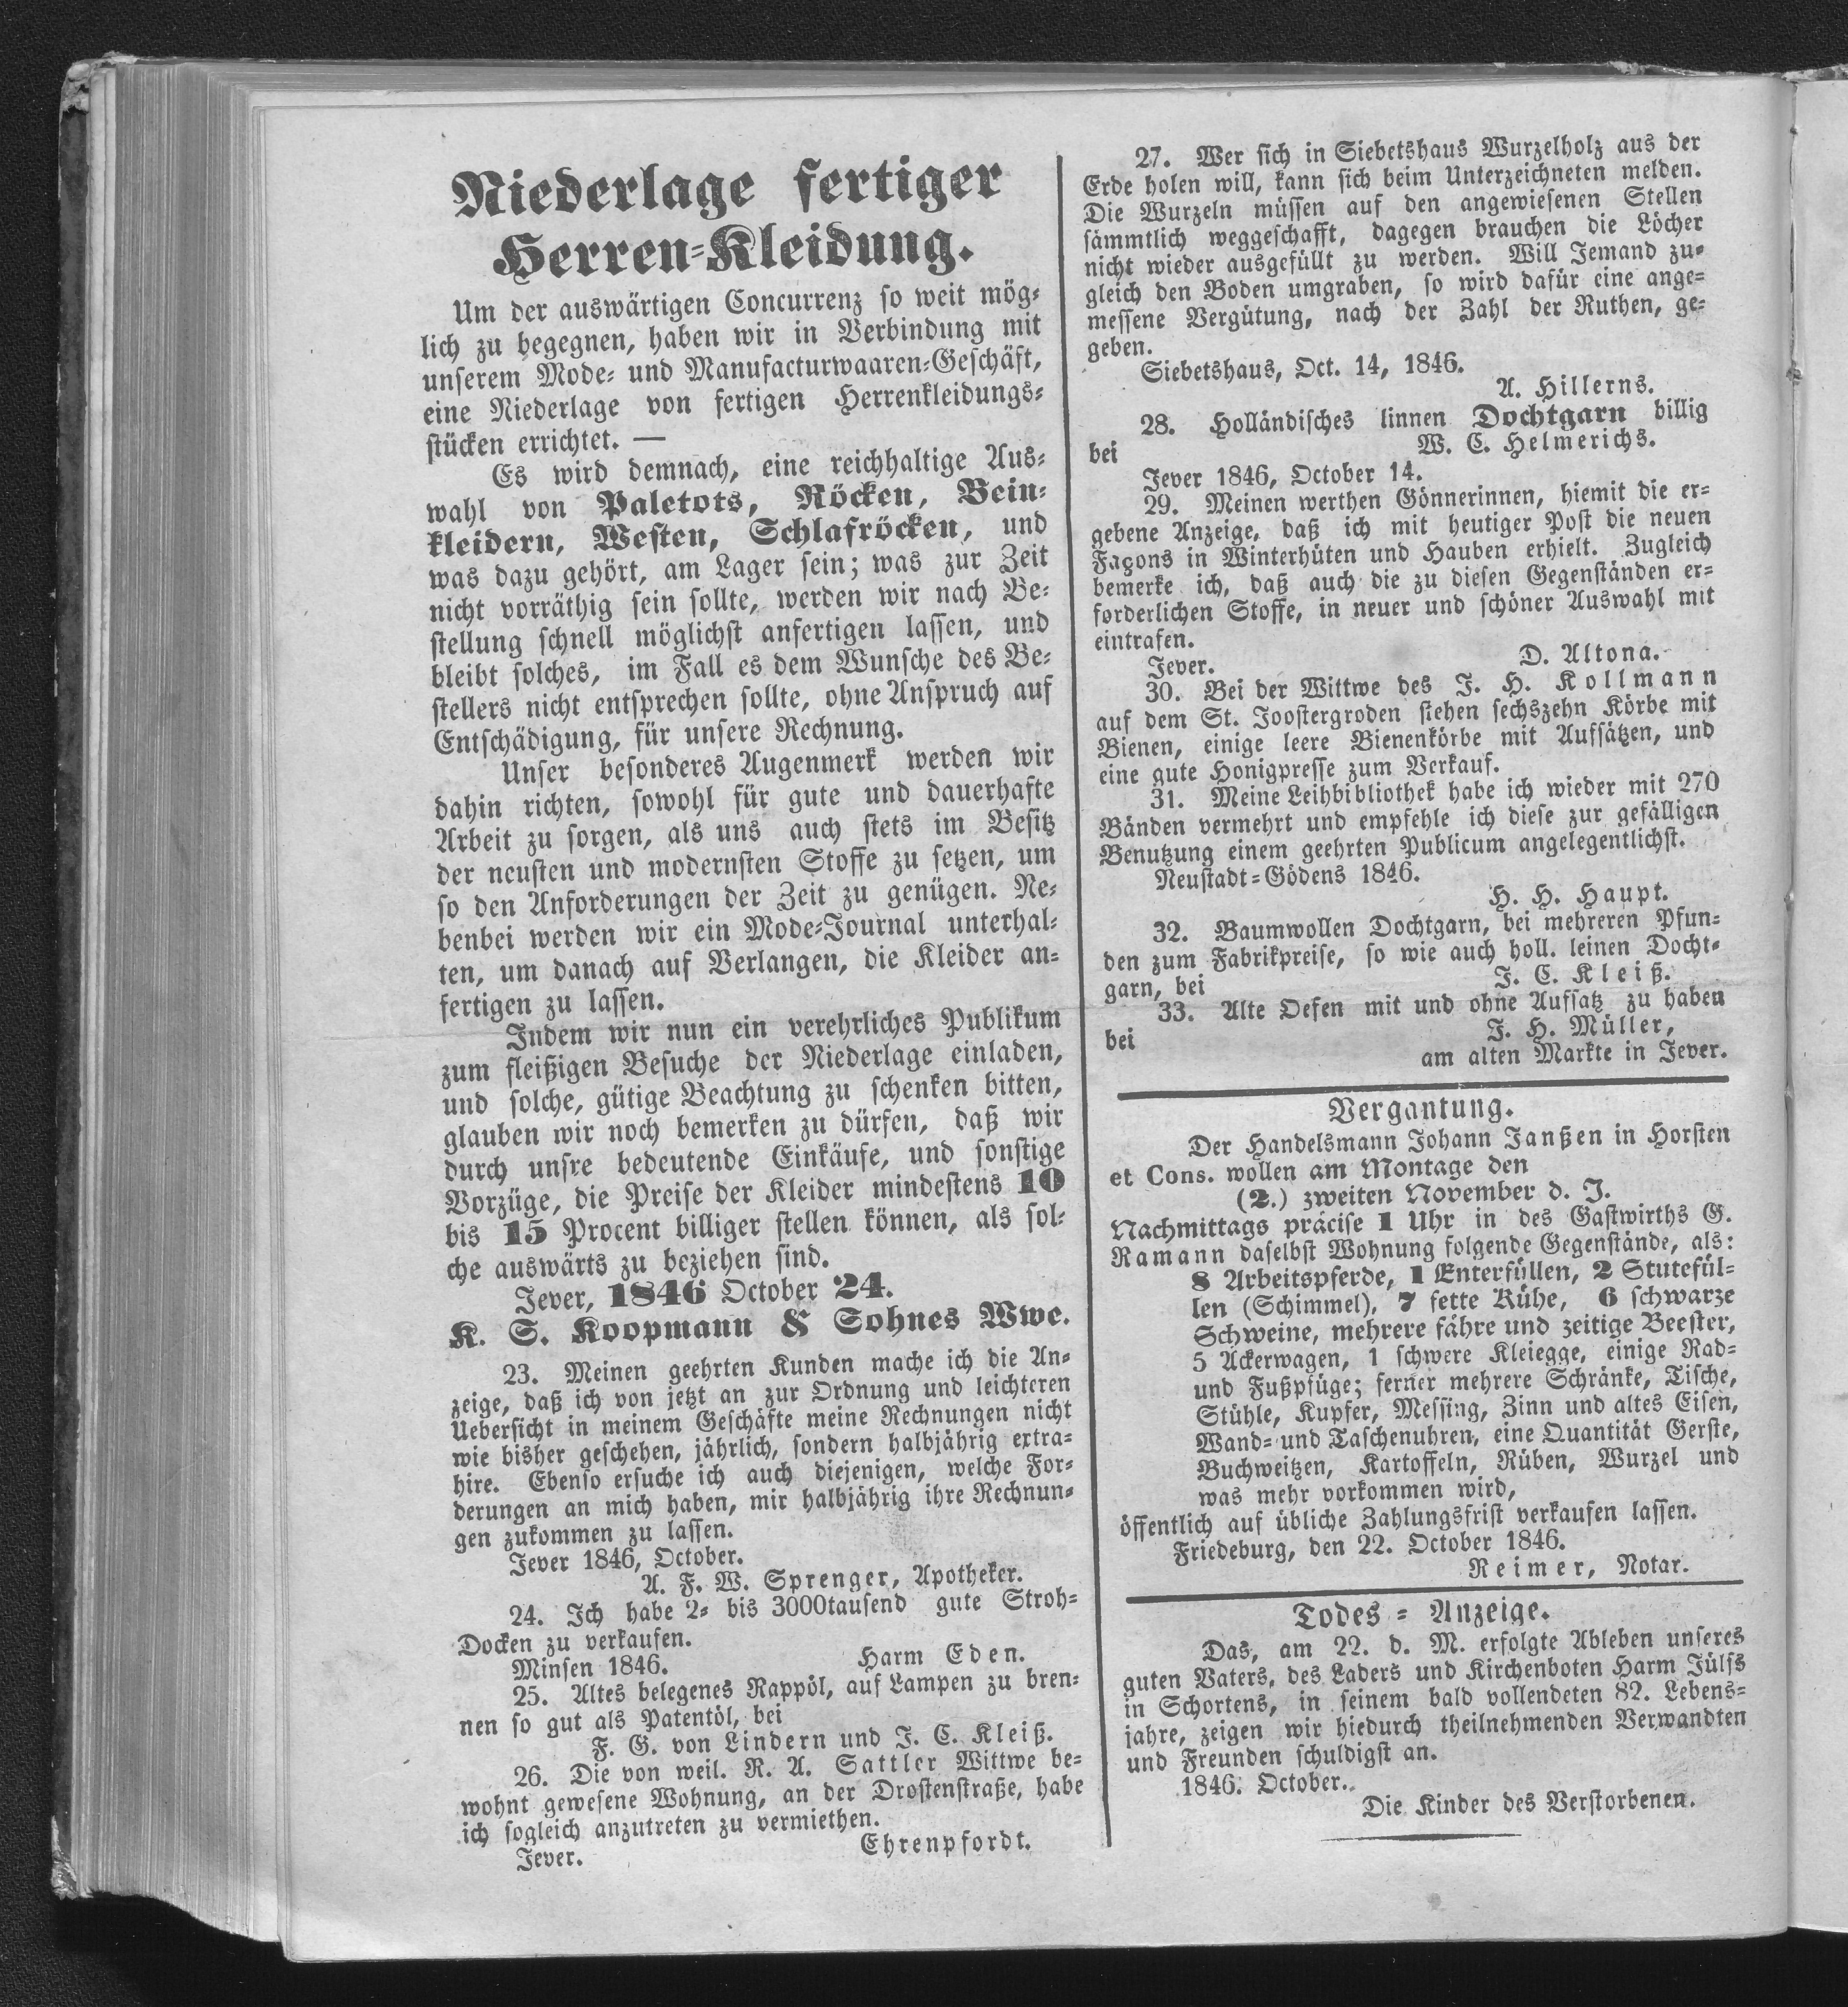 Niederlage fertiger
Herren-Kleidung.
Um der auswärtigen Concurrenz so weit mög-
lich zu begegnen, haben wir in Verbindung mit
unserem Mode- und Manufacturwaaren-Geschäft,
eine Niederlage von fertigen Herrenkleidungs-
stücken errichtet. —
Es wird demnach, eine reichhaltige Aus-
wahl von Paletots, Röcken, Bein-
kleidern, Westen, Schlafröcken, und
was dazu gehört, am Lager sein; was zur Zeit
nicht vorräthig sein sollte, werden wir nach Be-
stellung schnell möglichst anfertigen lassen, und
bleibt solches, im Fall es dem Wunsche des Be-
stellers nicht entsprechen sollte, ohne Anspruch auf
Entschädigung, für unsere Rechnung.
Unser besonderes Augenmerk werden wir
dahin richten, sowohl für gute und dauerhafte
Arbeit zu sorgen, als uns auch stets im Besitz
der neusten und modernsten Stoffe zu setzen, um
so den Anforderungen der Zeit zu genügen. Ne-
benbei werden wir ein Mode-Journal unterhal-
ten, um danach auf Verlangen, die Kleider an-
fertigen zu lassen.
Indem wir nun ein verehrliches Publikum
zum fleißigen Besuche der Niederlage einladen,
und solche, gütige Beachtung zu schenken bitten,
glauben wir noch bemerken zu dürfen, daß wir
durch unsre bedeutende Einkäufe, und sonstige
Vorzüge, die Preise der Kleider mindestens 10
bis 15 Procent billiger stellen können, als sol-
che auswärts zu beziehen sind.
Jever, 1846 October 24.
K. S. Koopmann & Sohnes Wwe.
23. Meinen geehrten Kunden mache ich die An-
zeige, daß ich von jetzt an zur Ordnung und leichteren
Uebersicht in meinem Geschäfte meine Rechnungen nicht
wie bisher geschehen, jährlich, sondern halbjährig extra-
hire. Ebenso ersuche ich auch diejenigen, welche For-
derungen an mich haben, mir halbjährig ihre Rechnun-
gen zukommen zu lassen.
Jever 1846, October.
A. F. W. Sprenger, Apotheker.
24. Ich habe 2- bis 3000tausend gute Stroh-
Docken zu verkaufen.
Minsen 1846. Harm Eden.
25. Altes belegenes Rappöl, auf Lampen zu bren-
nen so gut als Patentöl, bei
F. G. von Lindern und J. C. Kleiß.
26. Die von weil. R. A. Sattler Wittwe be-
wohnt gewesene Wohnung, an der Drostenstraße, habe
ich sogleich anzutreten zu vermiethen.
Jever. Ehrenpfordt.
27. Wer sich in Siebetshaus Wurzelholz aus der
Erde holen will, kann sich beim Unterzeichneten melden.
Die Wurzeln müssen auf den angewiesenen Stellen
sämmtlich weggeschafft, dagegen brauchen die Löcher
nicht wieder ausgefüllt zu werden. Will Jemand zu-
gleich den Boden umgraben, so wird dafür eine ange-
messene Vergütung, nach der Zahl der Ruthen, ge-
geben.
Siebetshaus, Oct. 14, 1846.
A. Hillerns.
28. Holländisches linnen Dochtgarn billig
bei W. C. Helmerichs.
Jever 1846, October 14.
29. Meinen werthen Gönnerinnen, hiemit die er-
gebene Anzeige, daß ich mit heutiger Post die neuen
Façons in Winterhüten und Hauben erhielt. Zugleich
bemerke ich, daß auch die zu diesen Gegenständen er-
forderlichen Stoffe, in neuer und schöner Auswahl mit
eintrafen.
Jever. D. Altona.
30. Bei der Wittwe des J. H. Kollmann
auf dem St. Joostergroden stehen sechszehn Körbe mit
Bienen, einige leere Bienenkörbe mit Aufsätzen, und
eine gute Honigpresse zum Verkauf.
31. Meine Leihbibliothek habe ich wieder mit 270
Bänden vermehrt und empfehle ich diese zur gefälligen
Benutzung einem geehrten Publicum angelegentlichst.
Neustadt-Gödens 1846.
H. H. Haupt.
32. Baumwollen Dochtgarn, bei mehreren Pfun-
den zum Fabrikpreise, so wie auch holl. leinen Docht-
garn, bei J. C. Kleiß.
33. Alte Oefen mit und ohne Aufsatz zu haben
bei J. H. Müller,
am alten Markte in Jever.
Vergantung.
Der Handelsmann Johann Janßen in Horsten
et Cons. wollen am Montage den
(2.) zweiten November d. J.
Nachmittags präcise 1 Uhr in des Gastwirths G.
Ramann daselbst Wohnung folgende Gegenstände, als:
8 Arbeitspferde, 1 Enterfüllen, 2 Stutefül-
len (Schimmel), 7 fette Kühe, 6 schwarze
Schweine, mehrere fähre und zeitige Beester,
5 Ackerwagen, 1 schwere Kleiegge, einige Rad-
und Fußpfüge; ferner mehrere Schränke, Tische,
Stühle, Kupfer, Messing, Zinn und altes Eisen,
Wand- und Taschenuhren, eine Quantität Gerste,
Buchweitzen, Kartoffeln, Rüben, Wurzel und
was mehr vorkommen wird,
öffentlich auf übliche Zahlungsfrist verkaufen lassen.
Friedeburg, den 22. October 1846.
Reimer, Notar.
Todes-Anzeige.
Das, am 22. d. M. erfolgte Ableben unseres
guten Vaters, des Laders und Kirchenboten Harm Jülfs
in Schortens, in seinem bald vollendeten 82. Lebens-
jahre, zeigen wir hiedurch theilnehmenden Verwandten
und Freunden schuldigst an.
1846. October.
Die Kinder des Verstorbenen.